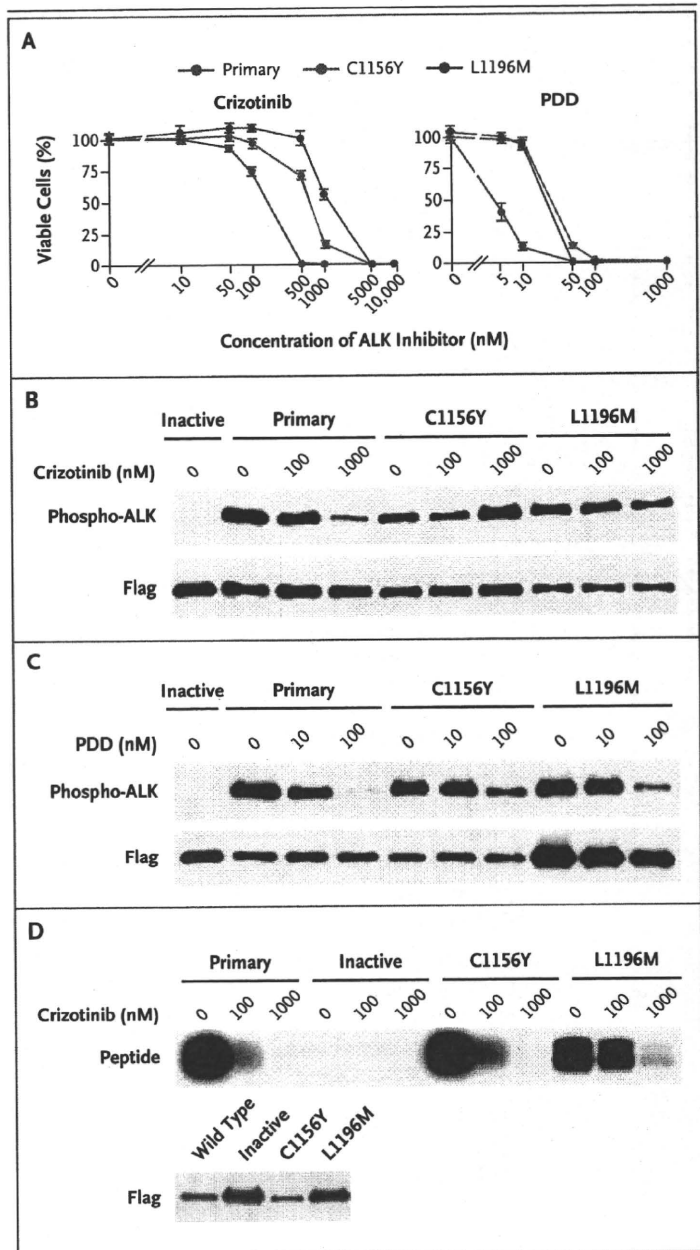 A
Primary C1156Y L1196M
Crizotinib PDD
Viable Cells (%)
100 100
75 75
50 50
25 25
0 0
0 10 50 100 500 1000 5000 10,000 0 5 10 50 100 1000
Concentration of ALK Inhibitor (nM)
B
Inactive Primary C1156Y L1196M
Crizotinib (nM) 0 0 100 1000 0 100 1000 0 100 1000
Phospho-ALK
Flag
C
Inactive Primary C1156Y L1196M
PDD (nM) 0 0 10 100 0 10 100 0 10 100
Phospho-ALK
Flag
D
Primary Inactive C1156Y L1196M
Crizotinib (nM) 0 100 1000 0 100 1000 0 100 1000 0 100 1000
Peptide
Wild Type Inactive C1156Y L1196M
Flag